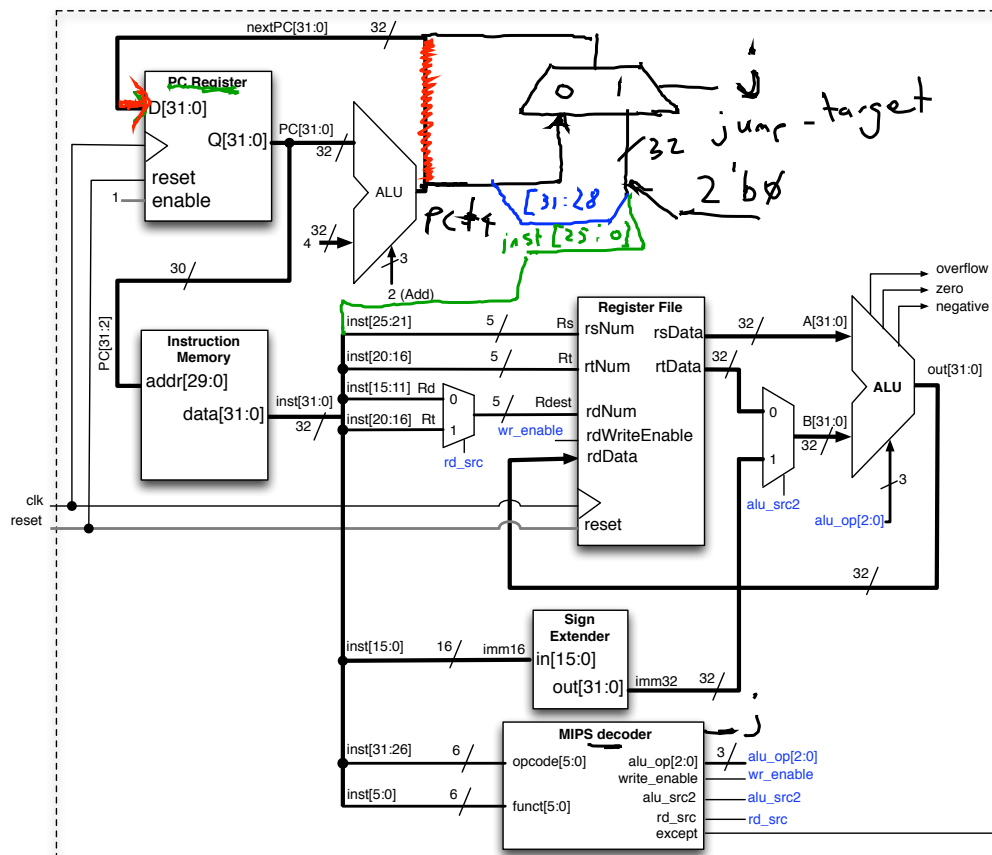 nextPC[31:0] 32
PC Register
D[31:0]
Q[31:0]
reset
enable
1
PC[31:0]
32
ALU
4
32
3
2 (Add)
PC+4
0 1
j
32
jump-target
2'b0
[31:28
inst[25:0]
30
PC[31:2]
Instruction
Memory
addr[29:0]
data[31:0]
inst[31:0]
32
inst[25:21] 5 Rs
inst[20:16] 5 Rt
inst[15:11] Rd
inst[20:16] Rt
0
1
5 Rdest
rd_src
wr_enable
Register File
rsNum rsData
rtNum rtData
rdNum
rdWriteEnable
rdData
reset
32 A[31:0]
32
0
1
B[31:0]
32
alu_src2
ALU
overflow
zero
negative
out[31:0]
3
alu_op[2:0]
32
clk
reset
inst[15:0] 16 imm16
Sign
Extender
in[15:0]
out[31:0]
imm32 32
j
MIPS decoder
inst[31:26] 6 opcode[5:0]
inst[5:0] 6 funct[5:0]
alu_op[2:0] 3 alu_op[2:0]
write_enable wr_enable
alu_src2 alu_src2
rd_src rd_src
except